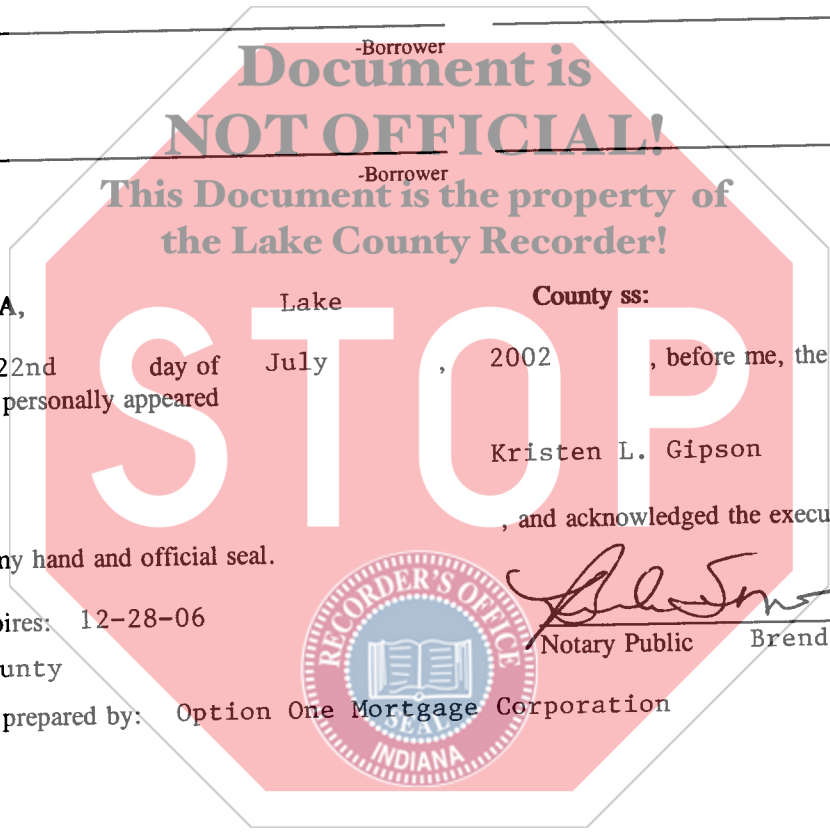 -Borrower
Document is
NOT OFFICIAL!
-Borrower
This Document is the property of
the Lake County Recorder!
A, Lake County ss:
22nd day of July , 2002 , before me, the
personally appeared
STOP
Kristen L. Gipson
, and acknowledged the execu
my hand and official seal.
RECORDER'S OFFICE
pires: 12-28-06
Notary Public Brend
unty
prepared by: Option One Mortgage Corporation
SEAL
INDIANA